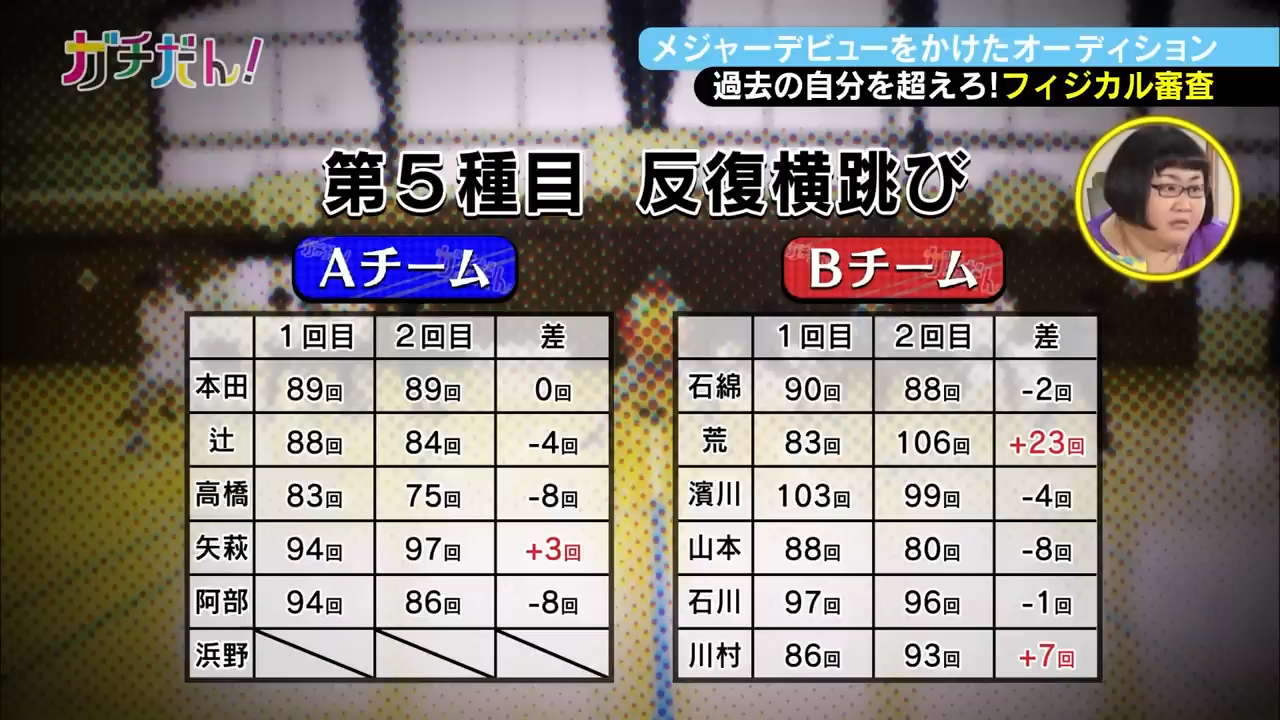 ガチだん!
メジャーデビューをかけたオーディション
過去の自分を超えろ!フィジカル審査
第5種目 反復横跳び
Aチーム
1回目 2回目 差
本田 89回 89回 0回
辻 88回 84回 -4回
高橋 83回 75回 -8回
矢萩 94回 97回 +3回
阿部 94回 86回 -8回
浜野
Bチーム
1回目 2回目 差
石綿 90回 88回 -2回
荒 83回 106回 +23回
濱川 103回 99回 -4回
山本 88回 80回 -8回
石川 97回 96回 -1回
川村 86回 93回 +7回